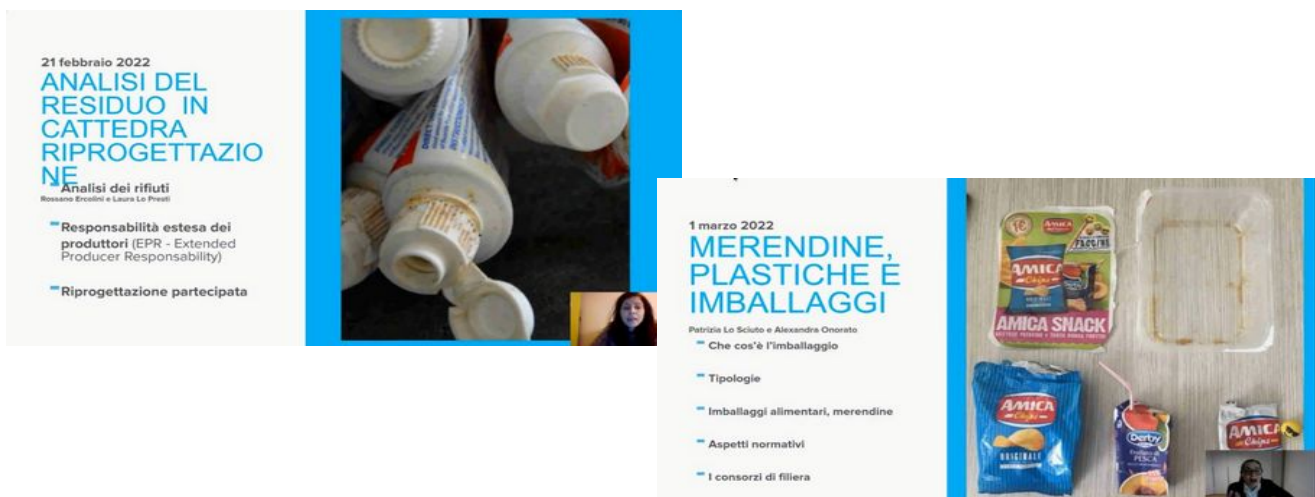 21 febbraio 2022
ANALISI DEL
RESIDUO IN
CATTEDRA
RIPROGETTAZIO
NE
Analisi dei rifiuti
Rossano Ercolini e Laura Lo Presti
Responsabilità estesa dei
produttori (EPR - Extended
Producer Responsability)
Riprogettazione partecipata
1 marzo 2022
MERENDINE,
PLASTICHE E
IMBALLAGGI
Patrizia Lo Sciuto e Alexandra Onorato
Che cos'è l'imballaggio
Tipologie
Imballaggi alimentari, merendine
Aspetti normativi
I consorzi di filiera
AMICA
AMICA
Chips
AMICA SNACK
AMICA
Chips
ORIGINALE
Derby
PESCA
AMICA
Chips